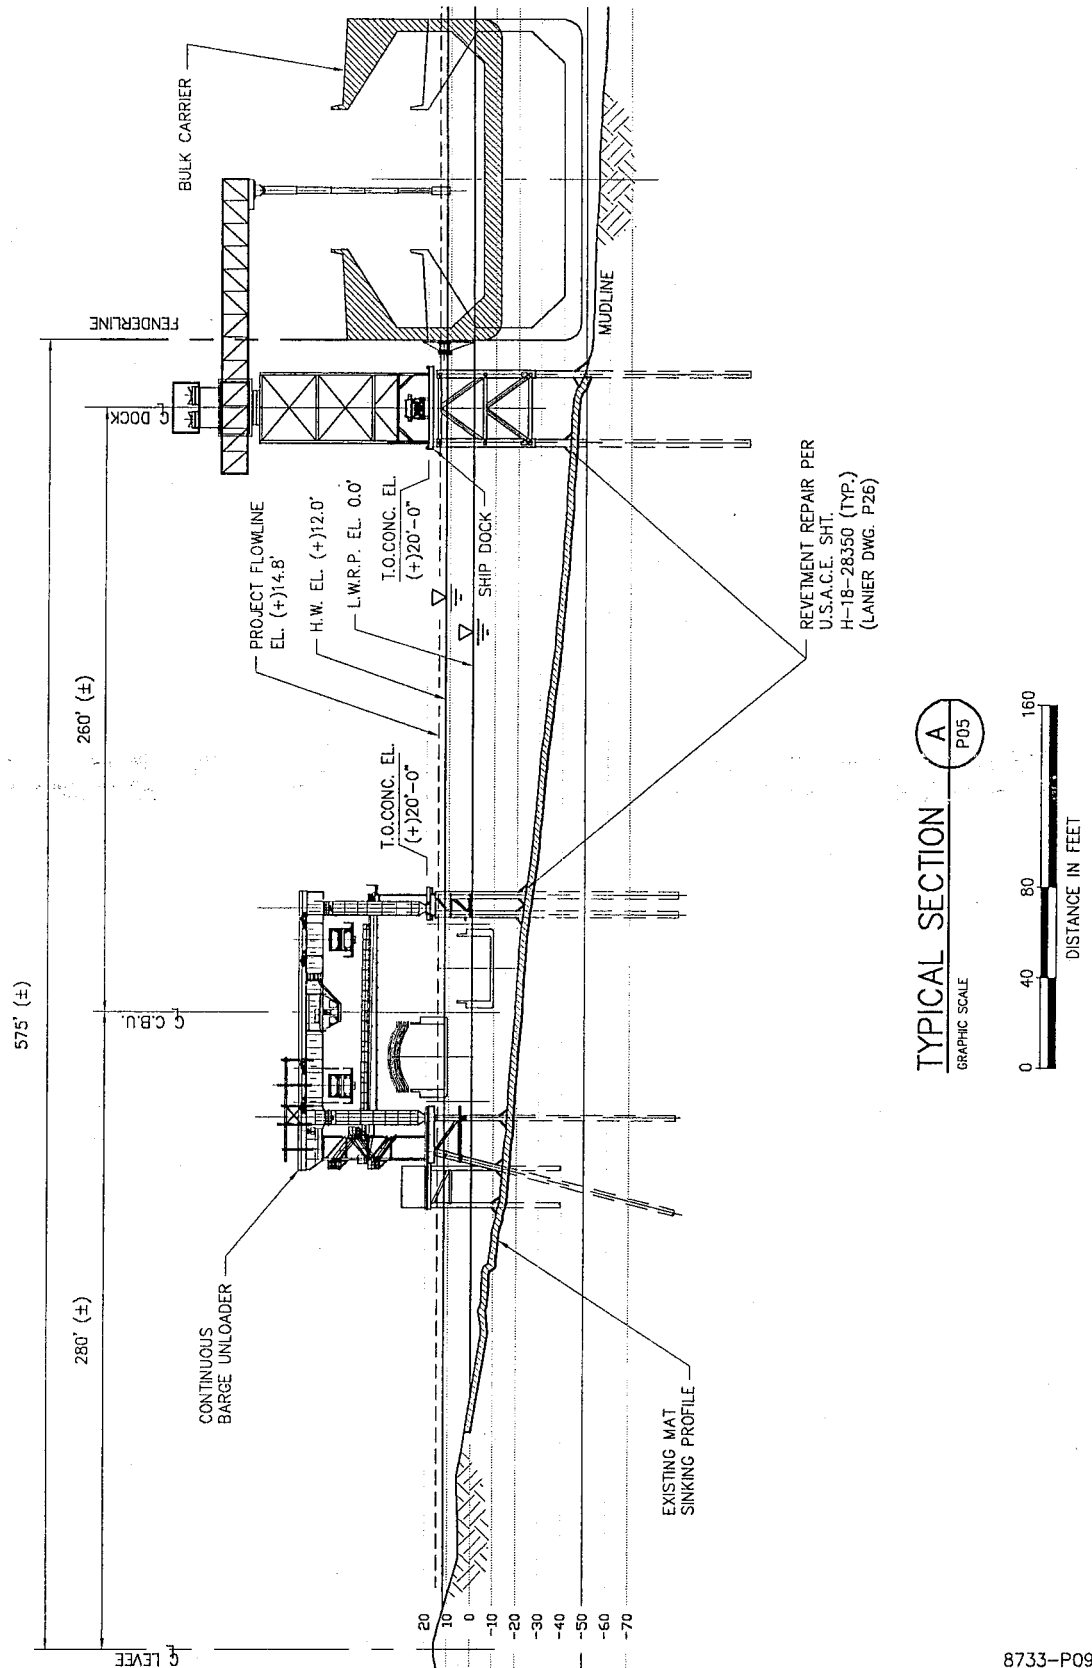 575' (±)
280' (±)
260' (±)
℄ LEVEE
℄ C.B.U.
℄ DOCK
FENDERLINE
BULK CARRIER
CONTINUOUS
BARGE UNLOADER
PROJECT FLOWLINE
EL. (+)14.8'
H.W. EL. (+)12.0'
L.W.R.P. EL. 0.0'
T.O.CONC. EL.
(+)20'-0"
T.O.CONC. EL.
(+)20'-0"
SHIP DOCK
MUDLINE
20
10
0
-10
-20
-30
-40
-50
-60
-70
EXISTING MAT
SINKING PROFILE
REVETMENT REPAIR PER
U.S.A.C.E. SHT.
H-18-28350 (TYP.)
(LANIER DWG. P26)
TYPICAL SECTION
A
P05
GRAPHIC SCALE
0 40 80 160
DISTANCE IN FEET
8733-P09